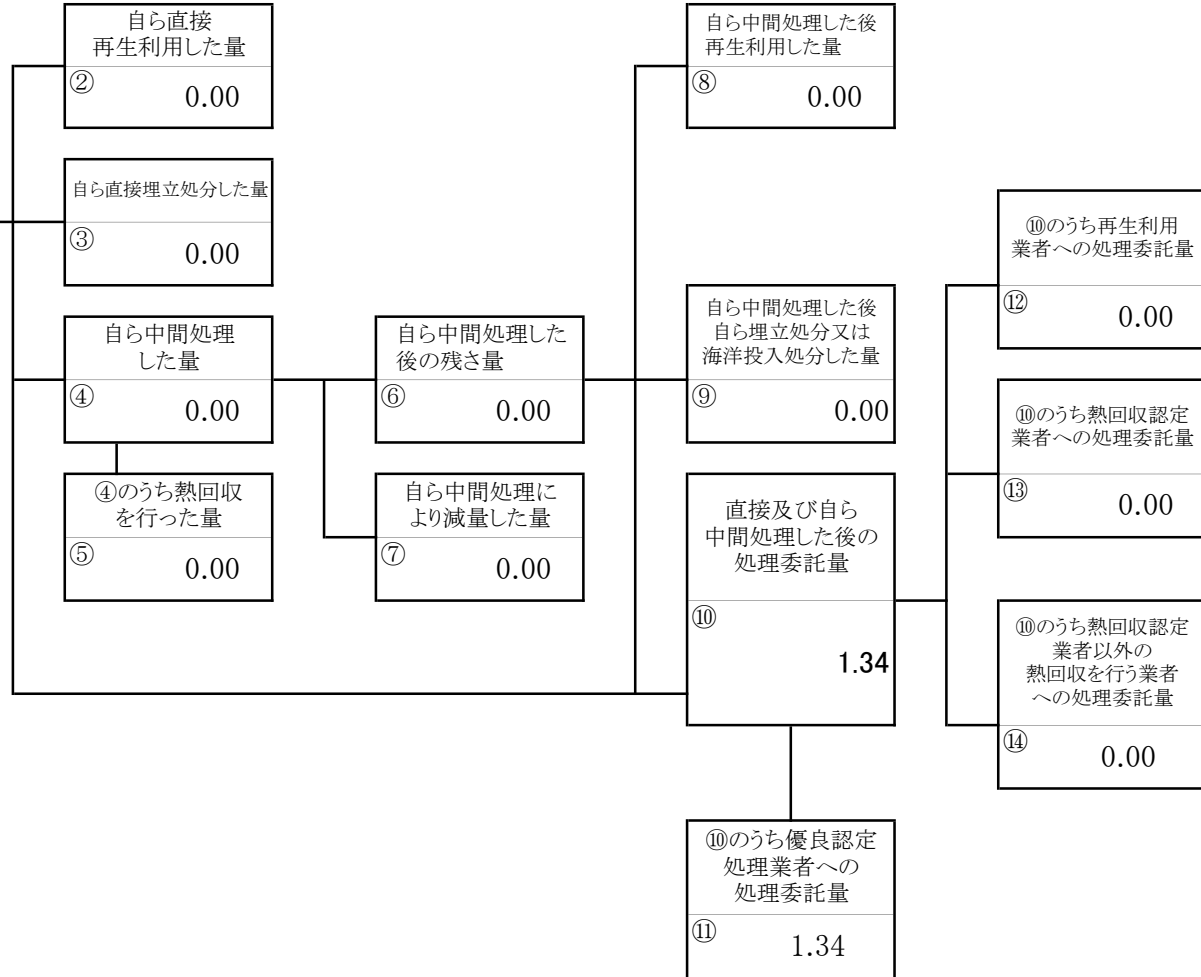 自ら直接
再生利用した量
②
0.00
自ら中間処理した後
再生利用した量
⑧
0.00
自ら直接埋立処分した量
③
0.00
⑩のうち再生利用
業者への処理委託量
⑫
0.00
自ら中間処理
した量
④
0.00
自ら中間処理した
後の残さ量
⑥
0.00
自ら中間処理した後
自ら埋立処分又は
海洋投入処分した量
⑨
0.00
⑩のうち熱回収認定
業者への処理委託量
⑬
0.00
④のうち熱回収
を行った量
⑤
0.00
自ら中間処理に
より減量した量
⑦
0.00
直接及び自ら
中間処理した後の
処理委託量
⑩
1.34
⑩のうち熱回収認定
業者以外の
熱回収を行う業者
への処理委託量
⑭
0.00
⑩のうち優良認定
処理業者への
処理委託量
⑪
1.34